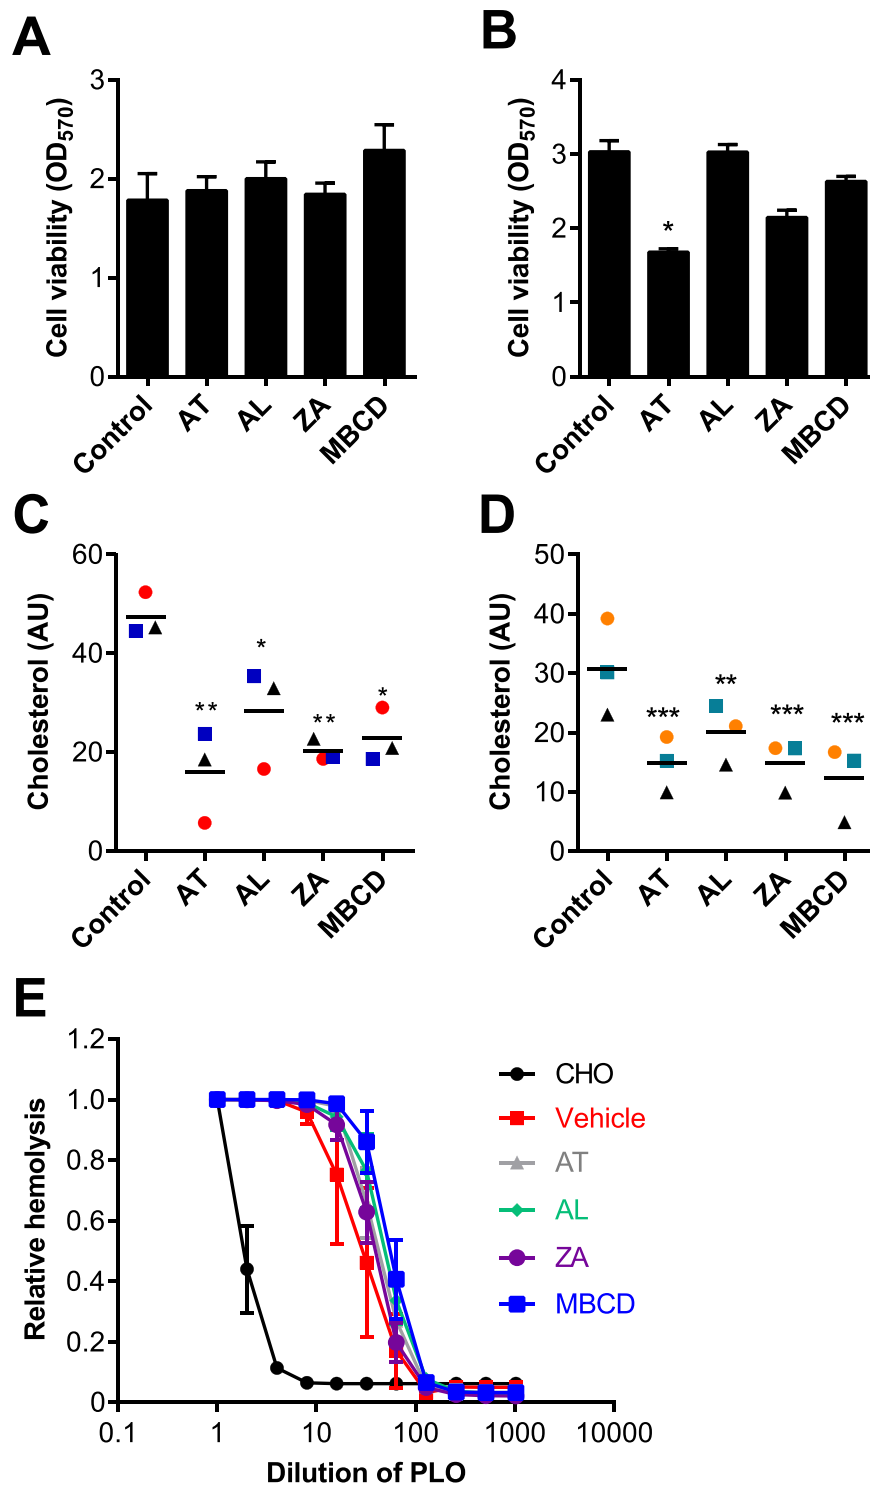 A
Cell viability (OD570)
3
2
1
0
Control
AT
AL
ZA
MBCD
B
Cell viability (OD570)
4
3
2
1
0
*
Control
AT
AL
ZA
MBCD
C
Cholesterol (AU)
60
40
20
0
**
*
**
*
Control
AT
AL
ZA
MBCD
D
Cholesterol (AU)
50
40
30
20
10
0
***
**
***
***
Control
AT
AL
ZA
MBCD
E
Relative hemolysis
1.2
1.0
0.8
0.6
0.4
0.2
0
0.1
1
10
100
1000
10000
Dilution of PLO
CHO
Vehicle
AT
AL
ZA
MBCD